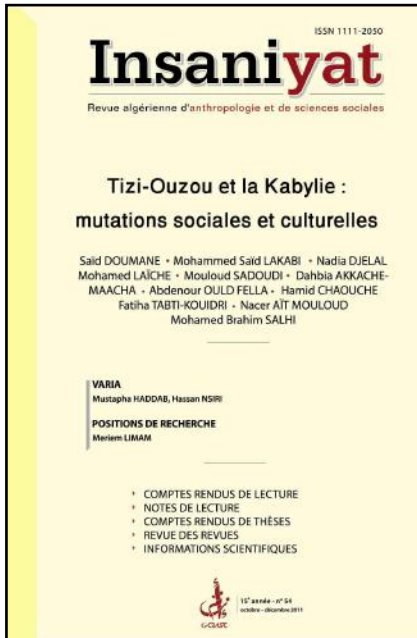 ISSN 1111-2050
Insaniyat
Revue algérienne d'anthropologie et de sciences sociales
Tizi-Ouzou et la Kabylie :
mutations sociales et culturelles
Saïd DOUMANE • Mohammed Saïd LAKABI • Nadia DJELAL
Mohamed LAÏCHE • Mouloud SADOUDI • Dahbia AKKACHE-
MAACHA • Abdenour OULD FELLA • Hamid CHAOUCHE
Fatiha TABTI-KOUIDRI • Nacer AÏT MOULOUD
Mohamed Brahim SALHI
VARIA
Mustapha HADDAB, Hassan NSIRI
POSITIONS DE RECHERCHE
Meriem LIMAM
COMPTES RENDUS DE LECTURE
NOTES DE LECTURE
COMPTES RENDUS DE THÈSES
REVUE DES REVUES
INFORMATIONS SCIENTIFIQUES
15e année - n° 54
octobre - décembre 2011
CRASC